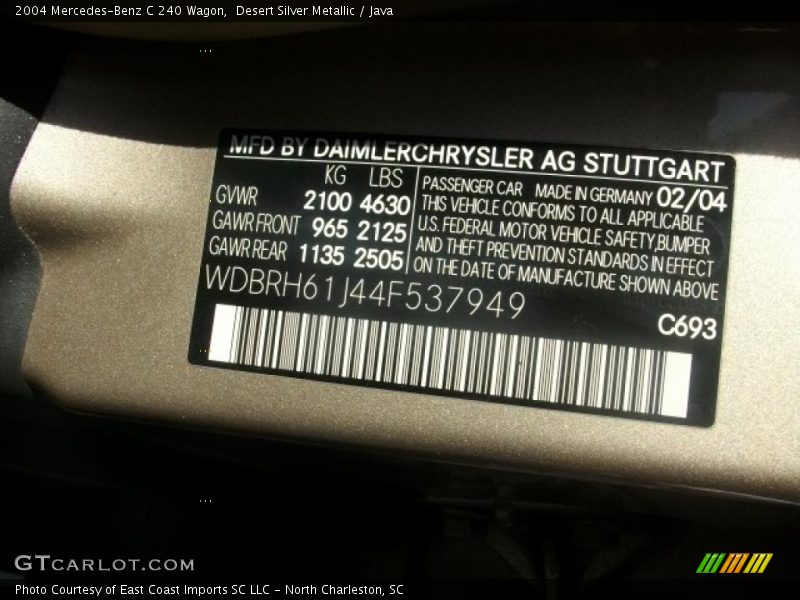 2004 Mercedes-Benz C 240 Wagon,  Desert Silver Metallic / Java
MFD BY DAIMLERCHRYSLER AG STUTTGART
KG LBS
GVWR 2100 4630
GAWR FRONT 965 2125
GAWR REAR 1135 2505
PASSENGER CAR MADE IN GERMANY 02/04
THIS VEHICLE CONFORMS TO ALL APPLICABLE
U.S. FEDERAL MOTOR VEHICLE SAFETY,BUMPER
AND THEFT PREVENTION STANDARDS IN EFFECT
ON THE DATE OF MANUFACTURE SHOWN ABOVE
WDBRH61J44F537949
C693
GTCARLOT.COM
Photo Courtesy of East Coast Imports SC LLC - North Charleston, SC